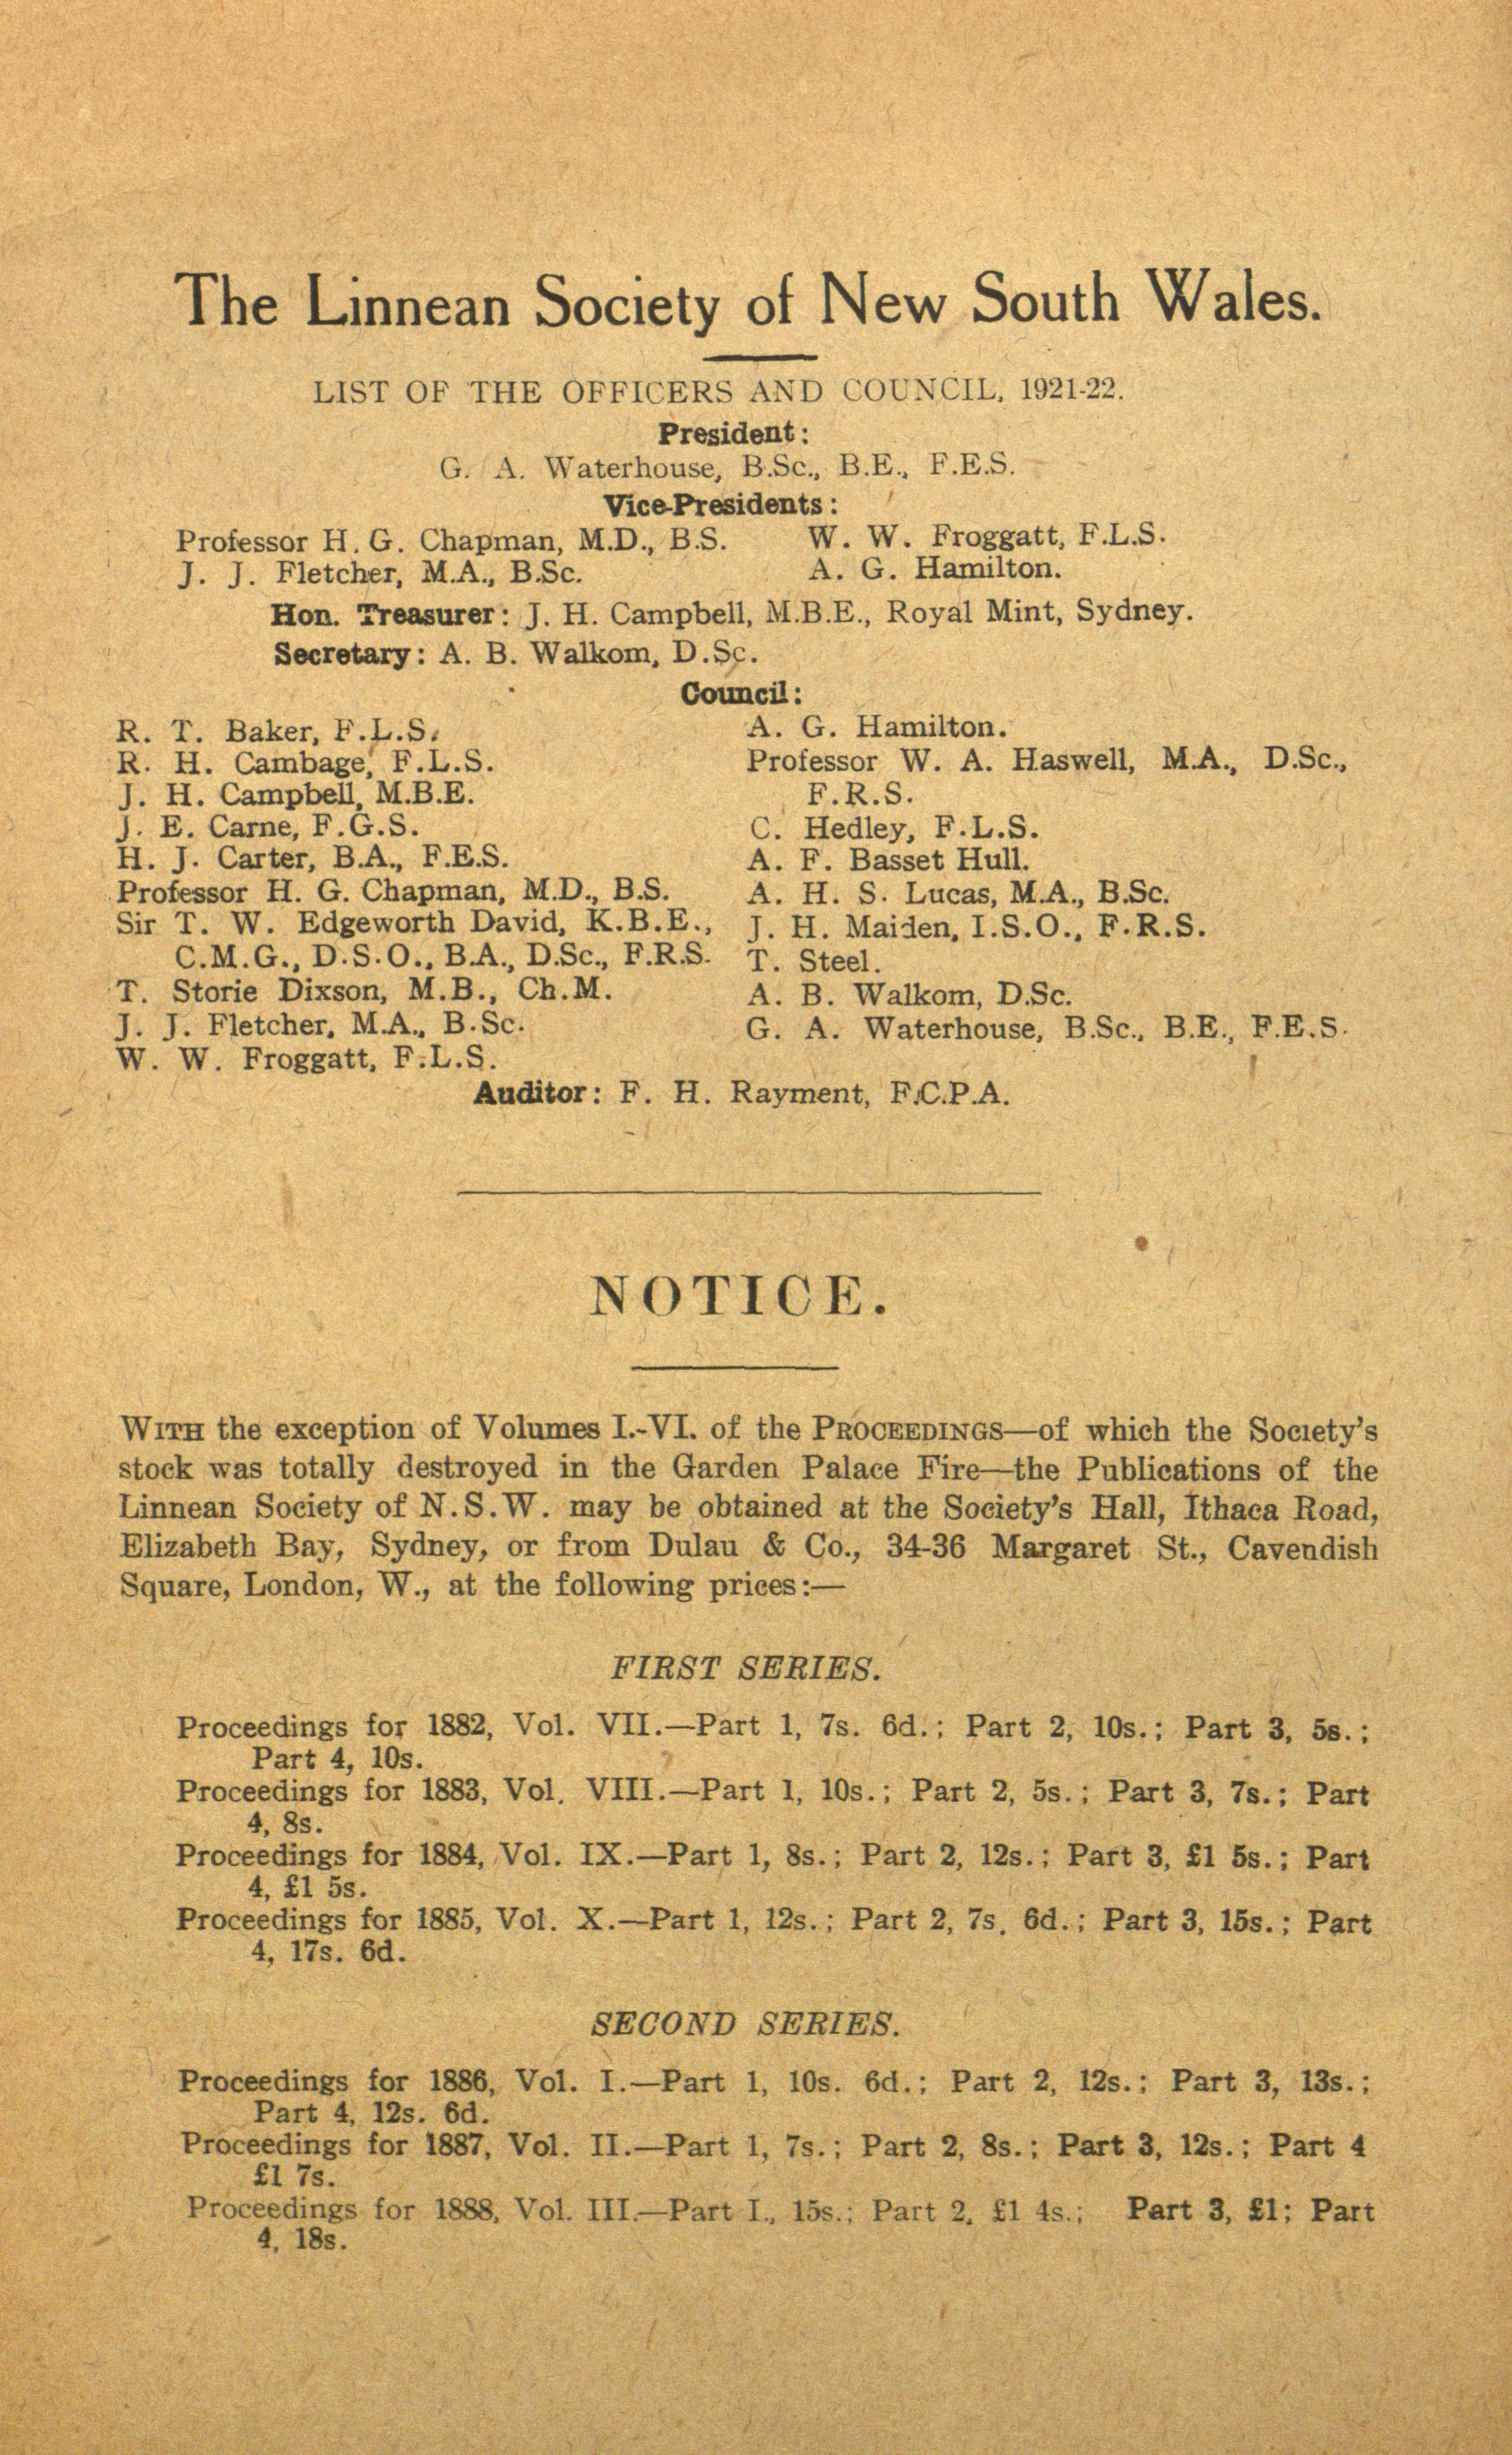 The Linnean Society of New South Wales.
LIST OF THE OFFICERS AND COUNCIL, 1921-22.
President:
G. A. Waterhouse, B.Sc., B.E., F.E.S.
Vice-Presidents:
Professor H. G. Chapman, M.D., B.S. W. W. Froggatt, F.L.S.
J. J. Fletcher, M.A., B.Sc. A. G. Hamilton.
Hon. Treasurer: J. H. Campbell, M.B.E., Royal Mint, Sydney.
Secretary: A. B. Walkom, D.Sc.
Council:
R. T. Baker, F.L.S.
R. H. Cambage, F.L.S.
J. H. Campbell, M.B.E.
J. E. Carne, F.G.S.
H. J. Carter, B.A., F.E.S.
Professor H. G. Chapman, M.D., B.S.
Sir T. W. Edgeworth David, K.B.E.,
C.M.G., D.S.O., B.A., D.Sc., F.R.S.
T. Storie Dixson, M.B., Ch.M.
J. J. Fletcher, M.A., B.Sc.
W. W. Froggatt, F.L.S.
A. G. Hamilton.
Professor W. A. Haswell, M.A., D.Sc.,
F.R.S.
C. Hedley, F.L.S.
A. F. Basset Hull.
A. H. S. Lucas, M.A., B.Sc.
J. H. Maiden, I.S.O., F.R.S.
T. Steel.
A. B. Walkom, D.Sc.
G. A. Waterhouse, B.Sc., B.E., F.E.S.
Auditor: F. H. Rayment, F.C.P.A.
NOTICE.
WITH the exception of Volumes I.-VI. of the PROCEEDINGS—of which the Society's
stock was totally destroyed in the Garden Palace Fire—the Publications of the
Linnean Society of N.S.W. may be obtained at the Society's Hall, Ithaca Road,
Elizabeth Bay, Sydney, or from Dulau & Co., 34-36 Margaret St., Cavendish
Square, London, W., at the following prices:—
FIRST SERIES.
Proceedings for 1882, Vol. VII.—Part 1, 7s. 6d.; Part 2, 10s.; Part 3, 5s.;
Part 4, 10s.
Proceedings for 1883, Vol. VIII.—Part 1, 10s.; Part 2, 5s.; Part 3, 7s.; Part
4, 8s.
Proceedings for 1884, Vol. IX.—Part 1, 8s.; Part 2, 12s.; Part 3, £1 5s.; Part
4, £1 5s.
Proceedings for 1885, Vol. X.—Part 1, 12s.; Part 2, 7s. 6d.; Part 3, 15s.; Part
4, 17s. 6d.
SECOND SERIES.
Proceedings for 1886, Vol. I.—Part 1, 10s. 6d.; Part 2, 12s.; Part 3, 13s.;
Part 4, 12s. 6d.
Proceedings for 1887, Vol. II.—Part 1, 7s.; Part 2, 8s.; Part 3, 12s.; Part 4
£1 7s.
Proceedings for 1888, Vol. III.—Part I., 15s.; Part 2, £1 4s.; Part 3, £1; Part
4, 18s.